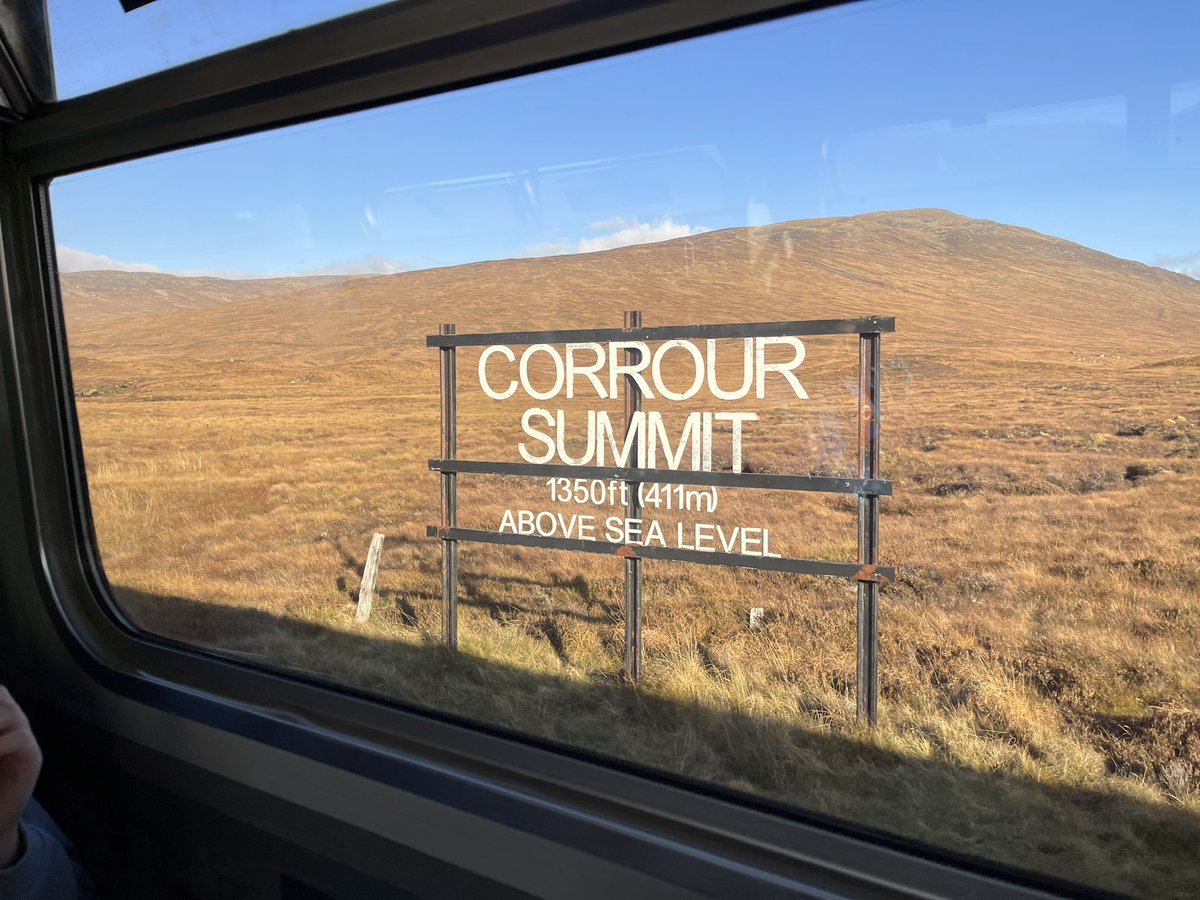 CORROUR
SUMMIT
1350ft (411m)
ABOVE SEA LEVEL